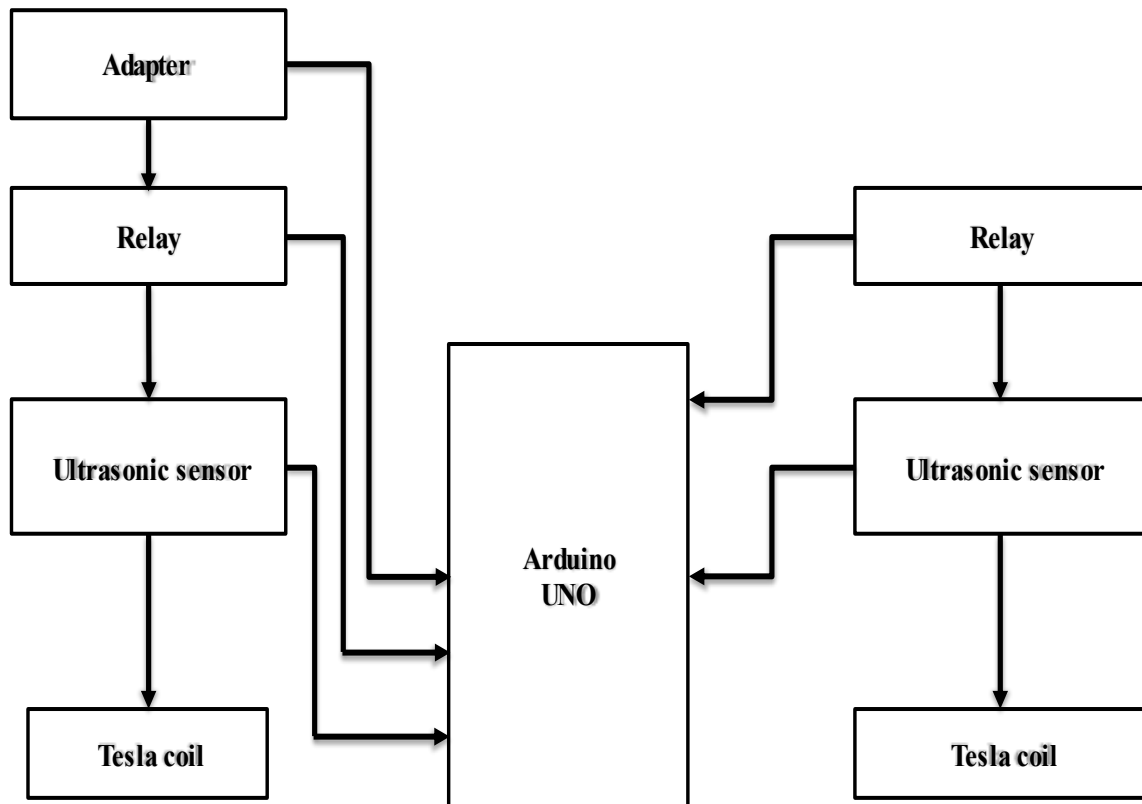 Adapter
Relay
Ultrasonic sensor
Tesla coil
Arduino
UNO
Relay
Ultrasonic sensor
Tesla coil